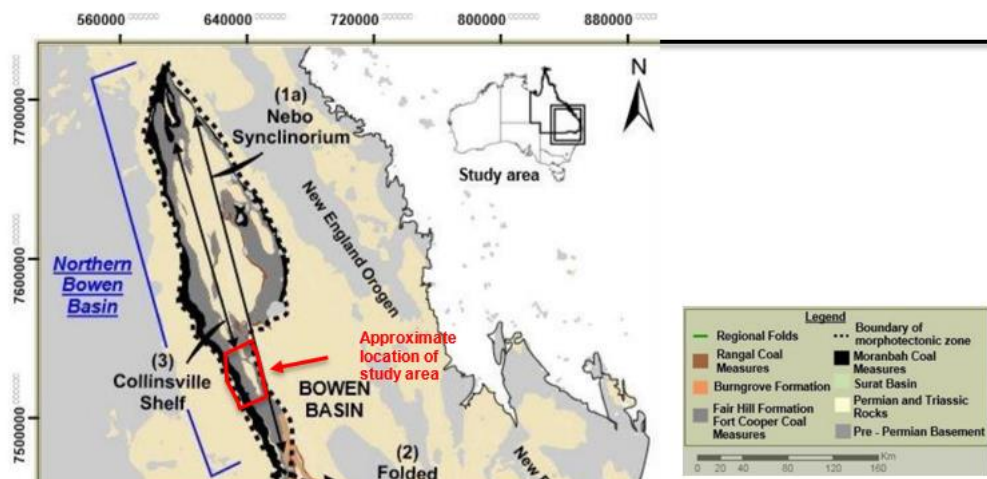 560000
640000
720000
800000
880000
7700000
7600000
7500000
N
(1a)
Nebo
Synclinorium
Study area
New England Orogen
Northern
Bowen
Basin
Approximate
location of
study area
(3)
Collinsville
Shelf
BOWEN
BASIN
(2)
Folded
New
Legend
Regional Folds
Rangal Coal
Measures
Burngrove Formation
Fair Hill Formation
Fort Cooper Coal
Measures
Boundary of
morphotectonic zone
Moranbah Coal
Measures
Surat Basin
Permian and Triassic
Rocks
Pre - Permian Basement
Km
0 20 40 80 120 160